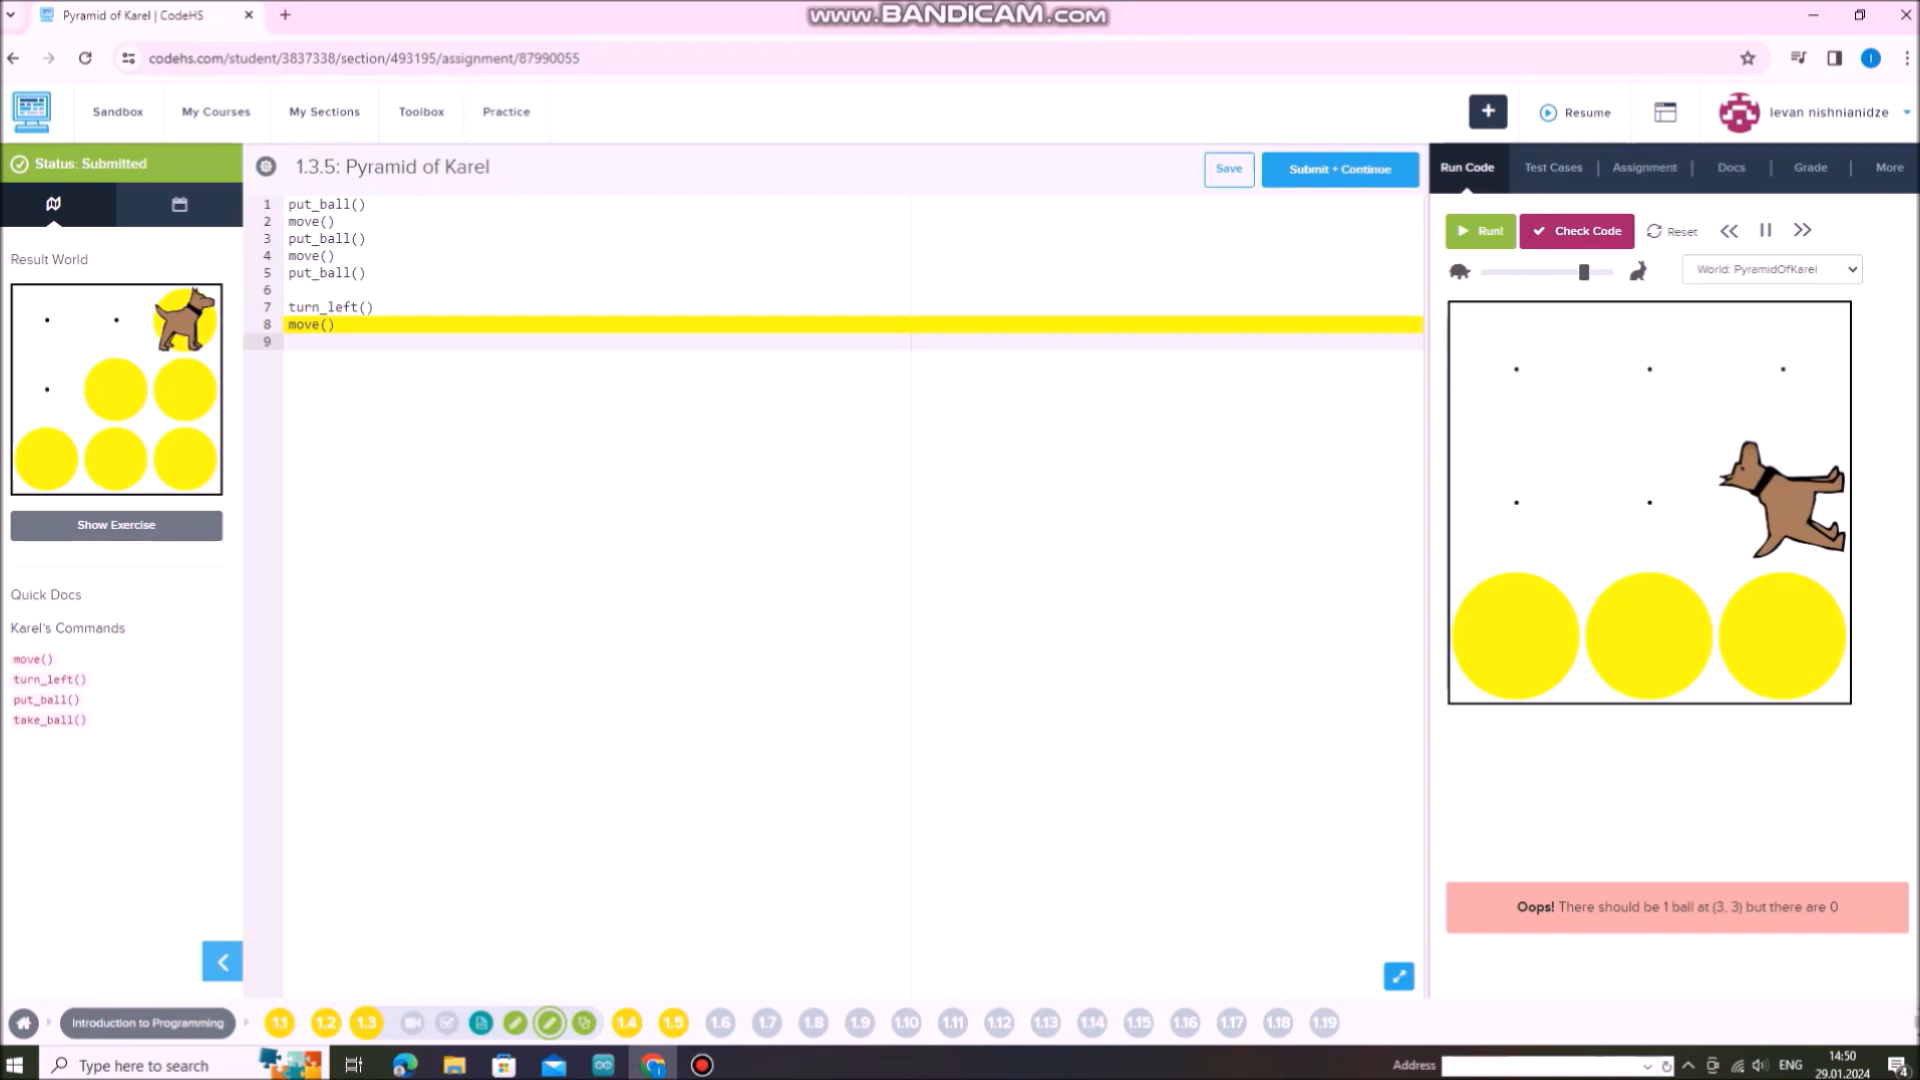 Pyramid of Karel | CodeHS
www.BANDICAM.com
codehs.com/student/3837338/section/493195/assignment/87990055
Sandbox
My Courses
My Sections
Toolbox
Practice
Resume
levan nishnianidze
Status: Submitted
1.3.5: Pyramid of Karel
Save
Submit + Continue
Run Code
Test Cases
Assignment
Docs
Grade
More
Result World
Show Exercise
Quick Docs
Karel's Commands
move()
turn_left()
put_ball()
take_ball()
1 put_ball()
2 move()
3 put_ball()
4 move()
5 put_ball()
6
7 turn_left()
8 move()
9
Run!
Check Code
Reset
World: PyramidOfKarel
Oops! There should be 1 ball at (3, 3) but there are 0
Introduction to Programming
1.1 1.2 1.3 1.4 1.5 1.6 1.7 1.8 1.9 1.10 1.11 1.12 1.13 1.14 1.15 1.16 1.17 1.18 1.19
Type here to search
Address
ENG
14:50
29.01.2024
4